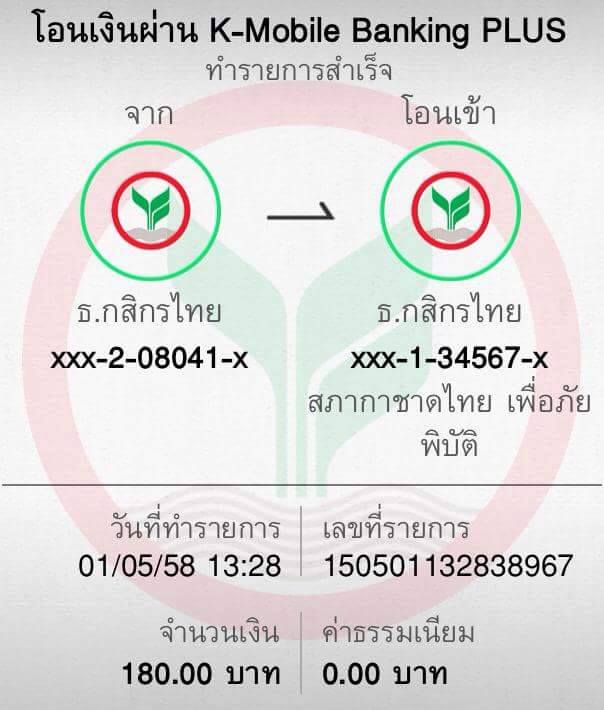 โอนเงินผ่าน K-Mobile Banking PLUS
ทำรายการสำเร็จ
จาก
โอนเข้า
ธ.กสิกรไทย
ธ.กสิกรไทย
xxx-2-08041-x
xxx-1-34567-x
สภากาชาดไทย เพื่อภัย
พิบัติ
วันที่ทำรายการ
เลขที่รายการ
01/05/58 13:28
150501132838967
จำนวนเงิน
ค่าธรรมเนียม
180.00 บาท
0.00 บาท